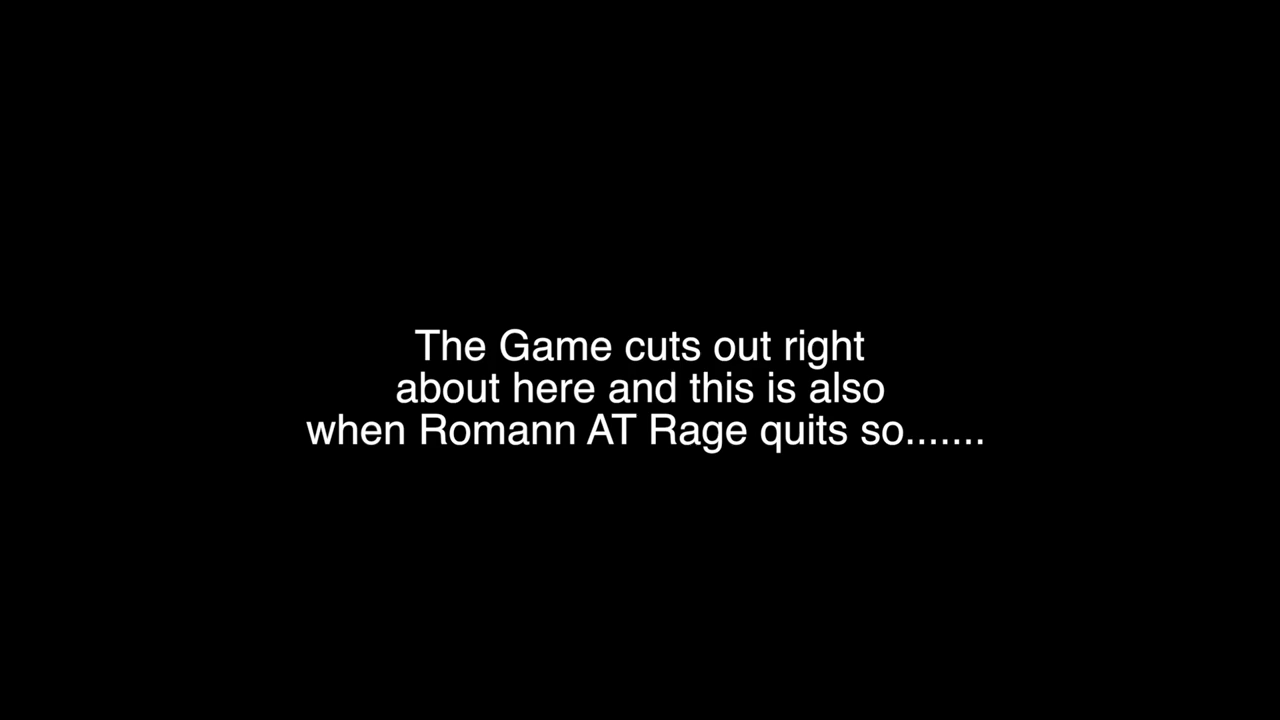 The Game cuts out right
about here and this is also
when Romann AT Rage quits so.......